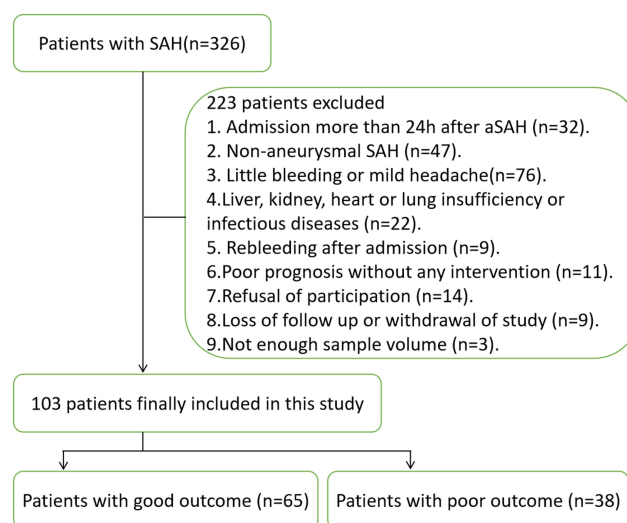 Patients with SAH(n=326)
223 patients excluded
1. Admission more than 24h after aSAH (n=32).
2. Non-aneurysmal SAH (n=47).
3. Little bleeding or mild headache(n=76).
4.Liver, kidney, heart or lung insufficiency or
infectious diseases (n=22).
5. Rebleeding after admission (n=9).
6.Poor prognosis without any intervention (n=11).
7.Refusal of participation (n=14).
8.Loss of follow up or withdrawal of study (n=9).
9.Not enough sample volume (n=3).
103 patients finally included in this study
Patients with good outcome (n=65)
Patients with poor outcome (n=38)